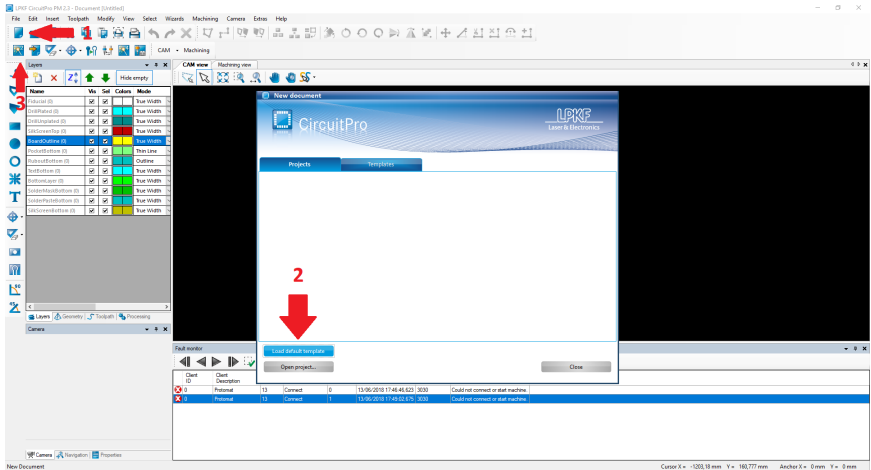 LPKF CircuitPro PM 2.3 - Document (Untitled)
File Edit Insert Toolpath Modify View Select Wizards Machining Camera Extras Help
1
CAM Machining
Layers
CAM view Machining view
Hide empty
3
Name Vis Sel Colors Mode
Fiducial (0) True Width
DrillPlated (0) True Width
DrillUnplated (0) True Width
SilkScreenTop (0) True Width
BoardOutline (0) True Width
PocketBottom (0) Thin Line
RuboutBottom (0) Outline
TextBottom (0) True Width
BottomLayer (0) True Width
SolderMaskBottom (0) True Width
SolderPasteBottom (0) True Width
SilkScreenBottom (0) True Width
Layers Geometry Toolpath Processing
Camera
Camera Navigation Properties
New document
CircuitPro
LPKF
Laser & Electronics
Projects Templates
2
Load default template
Open project...
Close
Fault monitor
Client ID Client Description
0 Protomat 13 Connect 0 13/06/2018 17:46:46,623 3030 Could not connect or start machine.
0 Protomat 13 Connect 1 13/06/2018 17:49:02,675 3030 Could not connect or start machine.
New Document
Cursor X = -1203,18 mm Y = 160,777 mm Anchor X = 0 mm Y = 0 mm